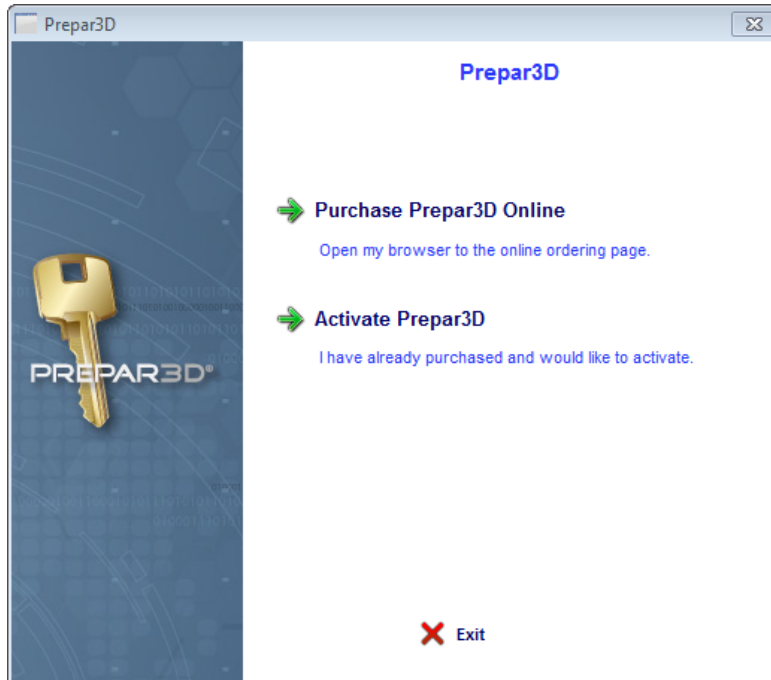 Prepar3D
Prepar3D
Purchase Prepar3D Online
Open my browser to the online ordering page.
Activate Prepar3D
I have already purchased and would like to activate.
PREPAR3D®
Exit